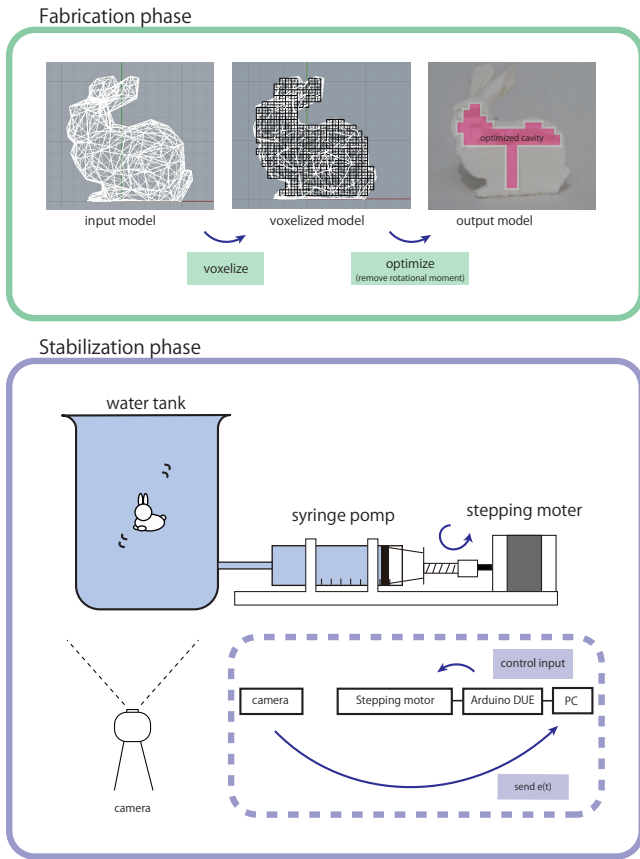 Fabrication phase
optimized cavity
input model
voxelized model
output model
voxelize
optimize
(remove rotational moment)
Stabilization phase
water tank
syringe pomp
stepping moter
control input
camera
Stepping motor
Arduino DUE
PC
send e(t)
camera